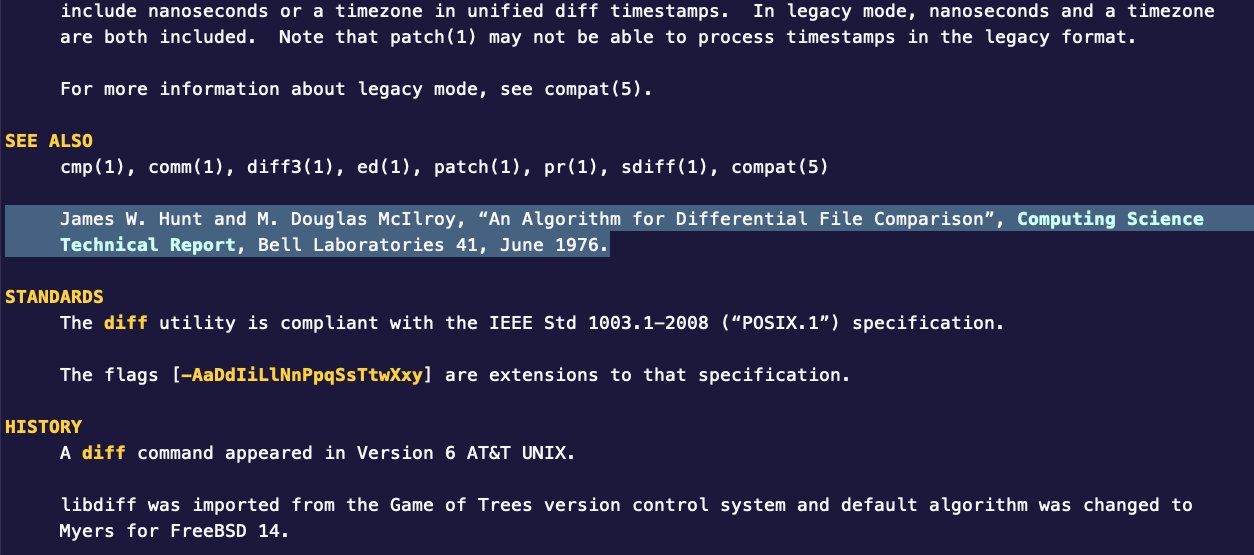 include nanoseconds or a timezone in unified diff timestamps.  In legacy mode, nanoseconds and a timezone
are both included.  Note that patch(1) may not be able to process timestamps in the legacy format.
For more information about legacy mode, see compat(5).
SEE ALSO
cmp(1), comm(1), diff3(1), ed(1), patch(1), pr(1), sdiff(1), compat(5)
James W. Hunt and M. Douglas McIlroy, “An Algorithm for Differential File Comparison”, Computing Science
Technical Report, Bell Laboratories 41, June 1976.
STANDARDS
The diff utility is compliant with the IEEE Std 1003.1-2008 (“POSIX.1”) specification.
The flags [-AaDdIiLlNnPpqSsTtwXxy] are extensions to that specification.
HISTORY
A diff command appeared in Version 6 AT&T UNIX.
libdiff was imported from the Game of Trees version control system and default algorithm was changed to
Myers for FreeBSD 14.